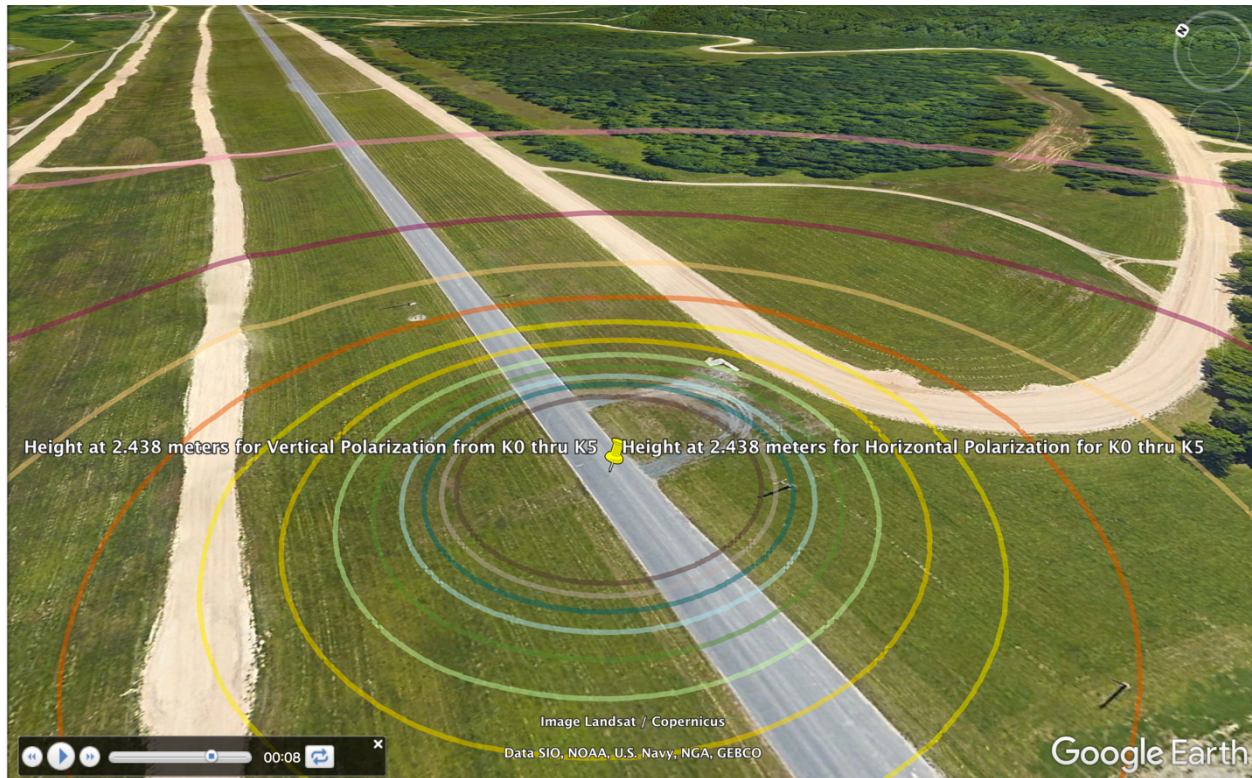 N
Height at 2.438 meters for Vertical Polarization from K0 thru K5
Height at 2.438 meters for Horizontal Polarization for K0 thru K5
Image Landsat / Copernicus
Data SIO, NOAA, U.S. Navy, NGA, GEBCO
00:08
Google Earth